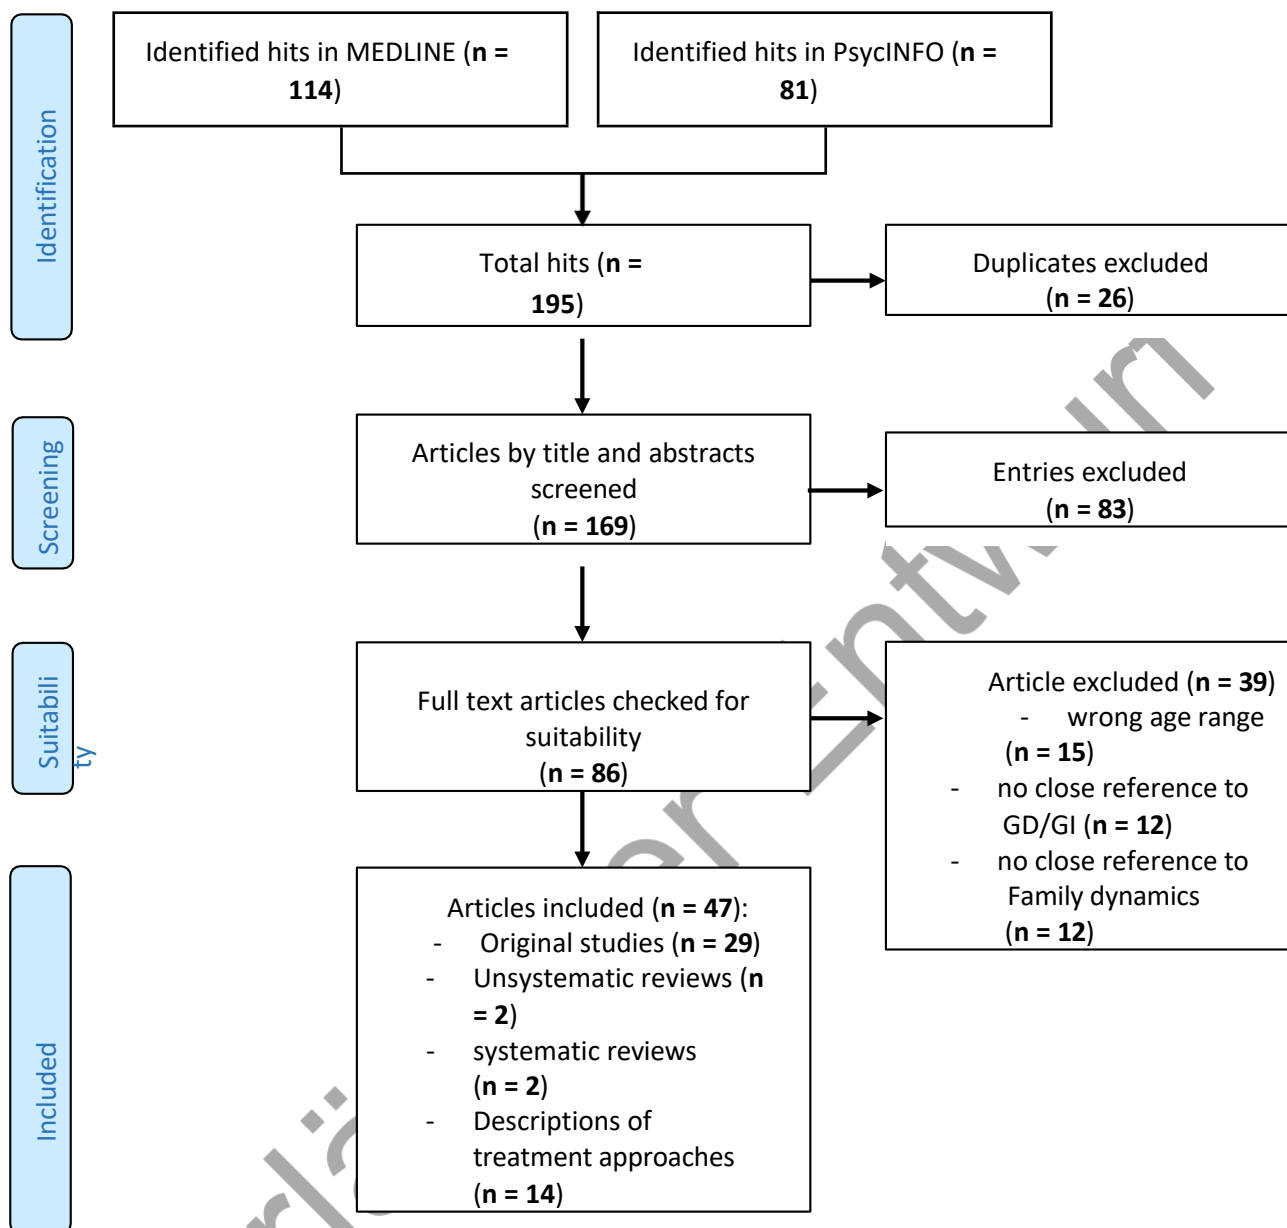 Identification
Identified hits in MEDLINE (n =
114)
Identified hits in PsycINFO (n =
81)
Total hits (n =
195)
Duplicates excluded
(n = 26)
Screening
Articles by title and abstracts
screened
(n = 169)
Entries excluded
(n = 83)
Suitabili
ty
Full text articles checked for
suitability
(n = 86)
Article excluded (n = 39)
- wrong age range
(n = 15)
- no close reference to
GD/GI (n = 12)
- no close reference to
Family dynamics
(n = 12)
Included
Articles included (n = 47):
- Original studies (n = 29)
- Unsystematic reviews (n
= 2)
- systematic reviews
(n = 2)
- Descriptions of
treatment approaches
(n = 14)